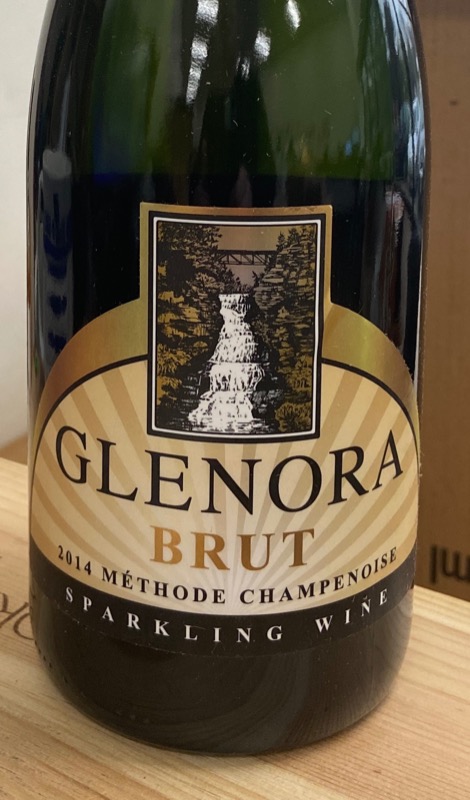 GLENORA
BRUT
2014 MÉTHODE CHAMPENOISE
SPARKLING WINE